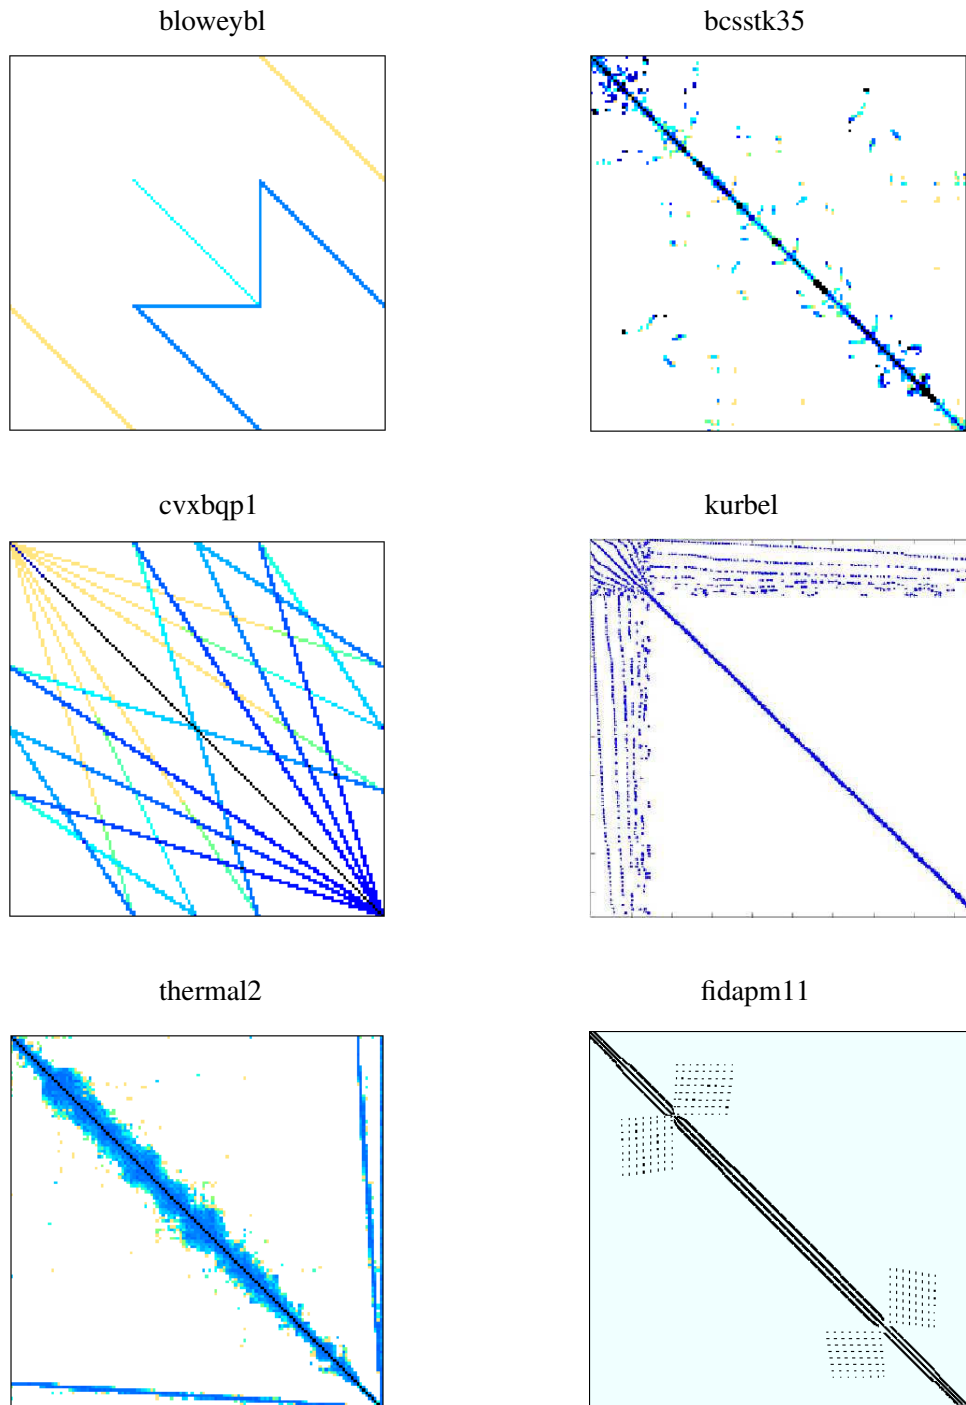 bloweybl
bcsstk35
cvxbqp1
kurbel
thermal2
fidapm11